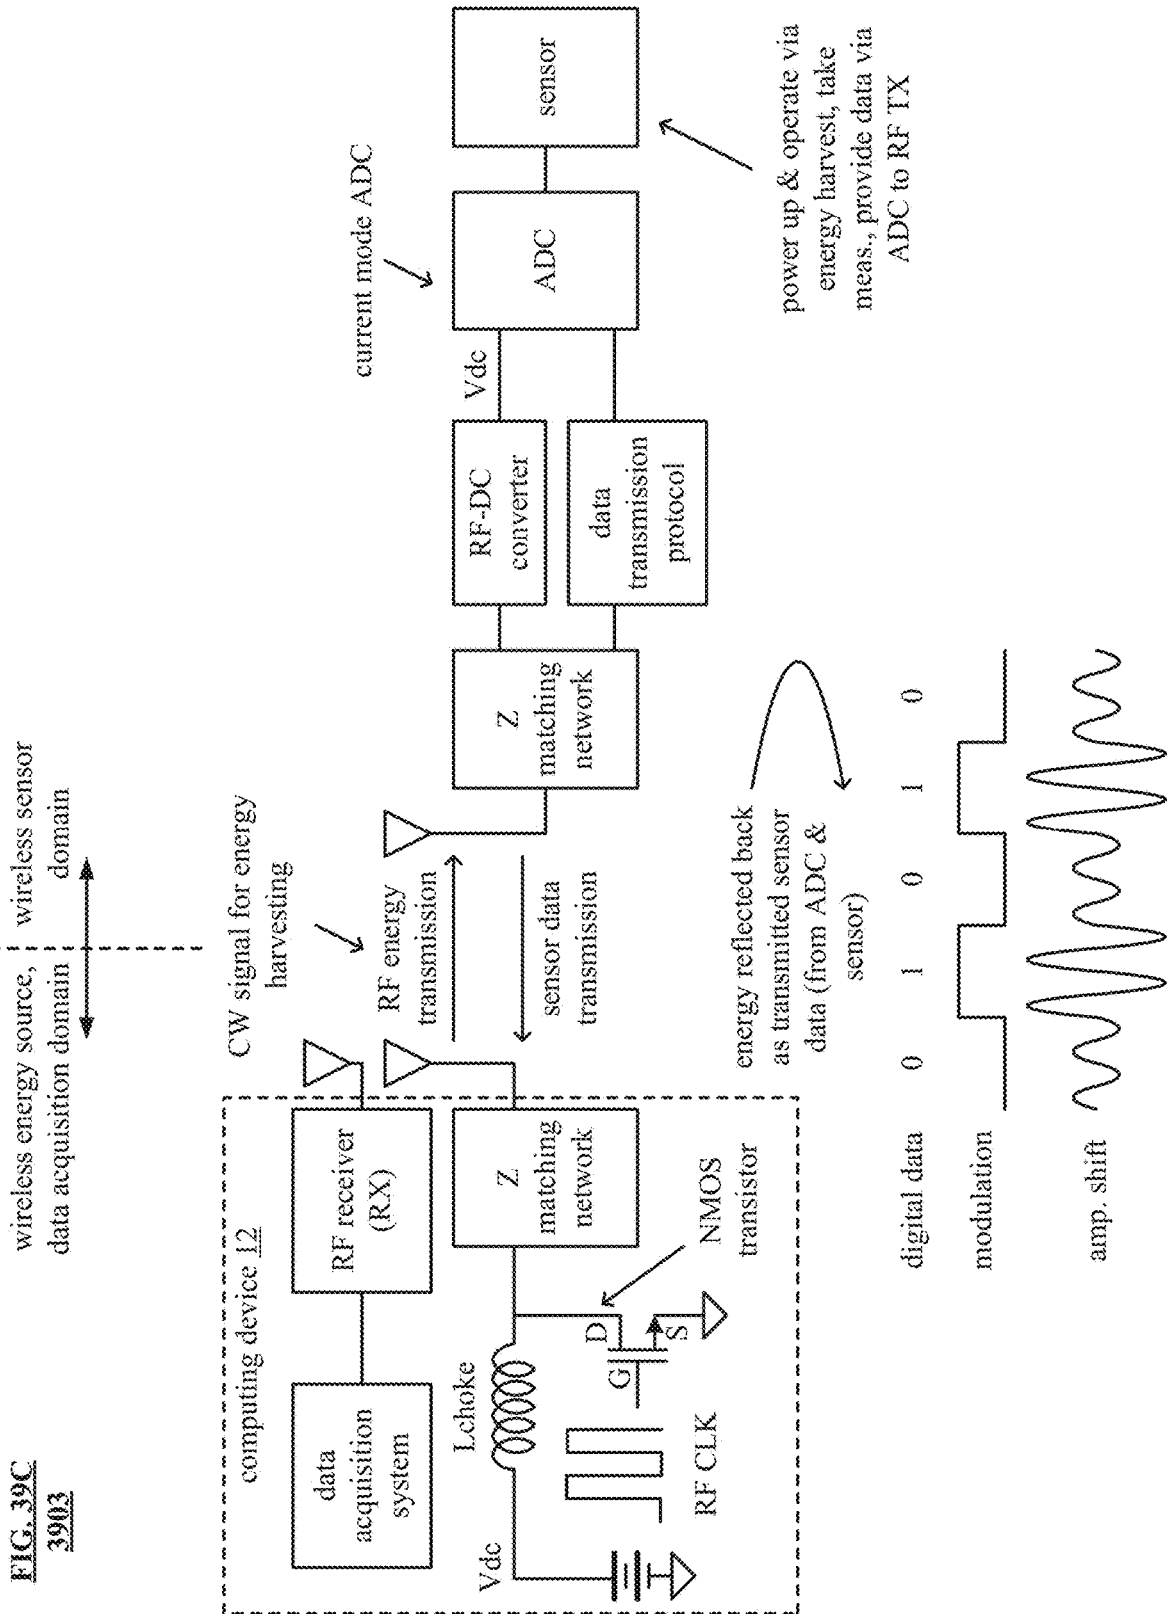 FIG. 39C
3903
wireless energy source,
data acquisition domain
wireless sensor
domain
computing device 12
data
acquisition
system
RF receiver
(RX)
Vdc
Lchoke
Z
matching
network
D
G
S
RF CLK
NMOS
transistor
CW signal for energy
harvesting
RF energy
transmission
sensor data
transmission
Z
matching
network
RF-DC
converter
data
transmission
protocol
Vdc
current mode ADC
ADC
sensor
power up & operate via
energy harvest, take
meas., provide data via
ADC to RF TX
energy reflected back
as transmitted sensor
data (from ADC &
sensor)
digital data 0 1 0 1 0
modulation
amp. shift